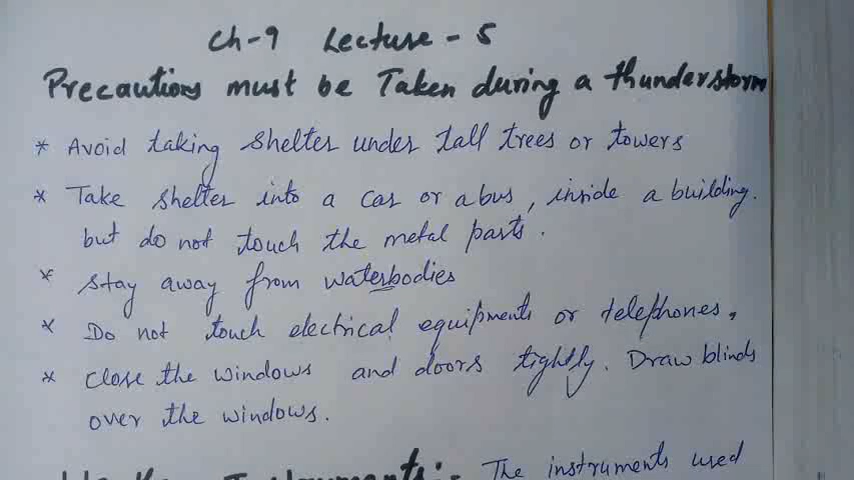 Ch-9 Lecture - 5
Precautions must be Taken during a thunderstorm
* Avoid taking shelter under tall trees or towers
* Take shelter into a car or a bus, inside a building.
but do not touch the metal parts.
* Stay away from waterbodies
* Do not touch electrical equipments or telephones.
* Close the windows and doors tightly. Draw blinds
over the windows.
Instruments:- The instruments used